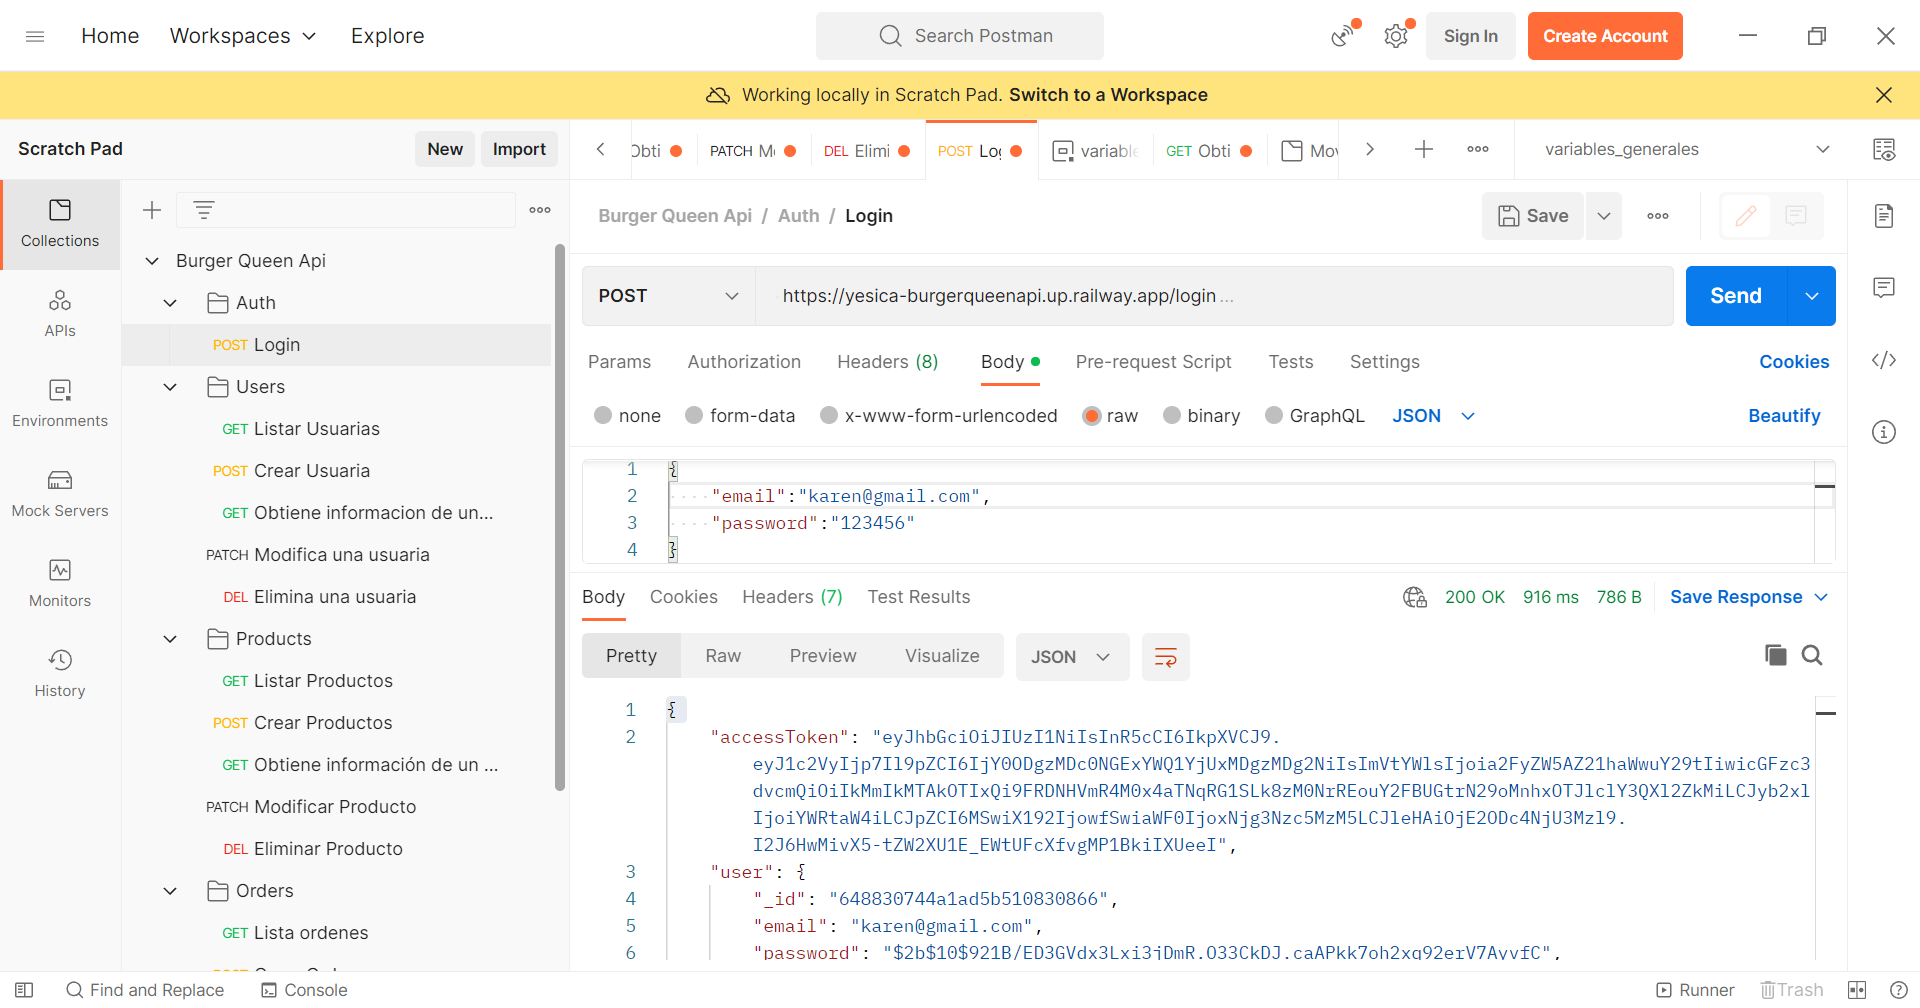 Home Workspaces Explore Search Postman Sign In Create Account
Working locally in Scratch Pad. Switch to a Workspace
Scratch Pad New Import
Obti PATCH DEL Elimi POST variable GET Obti variables_generales
Collections
APIs
Environments
Mock Servers
Monitors
History
Burger Queen Api
Auth
POST Login
Users
GET Listar Usuarias
POST Crear Usuaria
GET Obtiene informacion de un...
PATCH Modifica una usuaria
DEL Elimina una usuaria
Products
GET Listar Productos
POST Crear Productos
GET Obtiene información de un ...
PATCH Modificar Producto
DEL Eliminar Producto
Orders
GET Lista ordenes
Burger Queen Api / Auth / Login Save
POST https://yesica-burgerqueenapi.up.railway.app/login ... Send
Params Authorization Headers (8) Body Pre-request Script Tests Settings Cookies
none form-data x-www-form-urlencoded raw binary GraphQL JSON Beautify
1 {
2 "email":"karen@gmail.com",
3 "password":"123456"
4 }
Body Cookies Headers (7) Test Results 200 OK 916 ms 786 B Save Response
Pretty Raw Preview Visualize JSON
1 {
2 "accessToken": "eyJhbGciOiJIUzI1NiIsInR5cCI6IkpXVCJ9.
eyJ1c2VyIjp7Il9pZCI6IjY0ODgzMDc0NGExYWQ1YjUxMDgzMDg2NiIsImVtYWlsIjoia2FyZW5AZ21haWwuY29tIiwicGFzc3
dvcmQiOiIkMmIkMTAkOTIxQi9FRDNHVmR4M0x4aTNqRG1SLk8zM0NrREouY2FBUGtrN29oMnhxOTJlclY3QXl2ZkMiLCJyb2xl
IjoiYWRtaW4iLCJpZCI6MSwiX192IjowfSwiaWF0IjoxNjg3Nzc5MzM5LCJleHAiOjE2ODc4NjU3Mzl9.
I2J6HwMivX5-tZW2XU1E_EWtUFcXfvgMP1BkiIXUeeI",
3 "user": {
4 "_id": "648830744a1ad5b510830866",
5 "email": "karen@gmail.com",
6 "password": "$2b$10$921B/ED3GVdx3Lxi3jDmR.O33CkDJ.caAPkk7oh2xq92erV7AyvfC",
Find and Replace Console Runner Trash